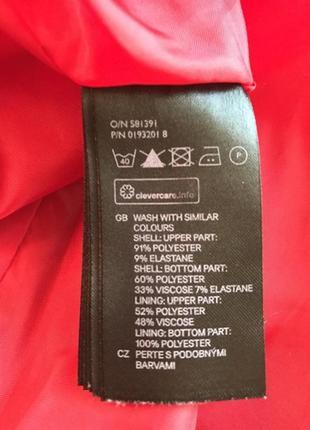 O/N 581391
P/N 0193201 8
40
P
clevercare.info
GB WASH WITH SIMILAR
COLOURS
SHELL: UPPER PART:
91% POLYESTER
9% ELASTANE
SHELL: BOTTOM PART:
60% POLYESTER
33% VISCOSE 7% ELASTANE
LINING: UPPER PART:
52% POLYESTER
48% VISCOSE
LINING: BOTTOM PART:
100% POLYESTER
CZ PERTE S PODOBNÝMI
BARVAMI